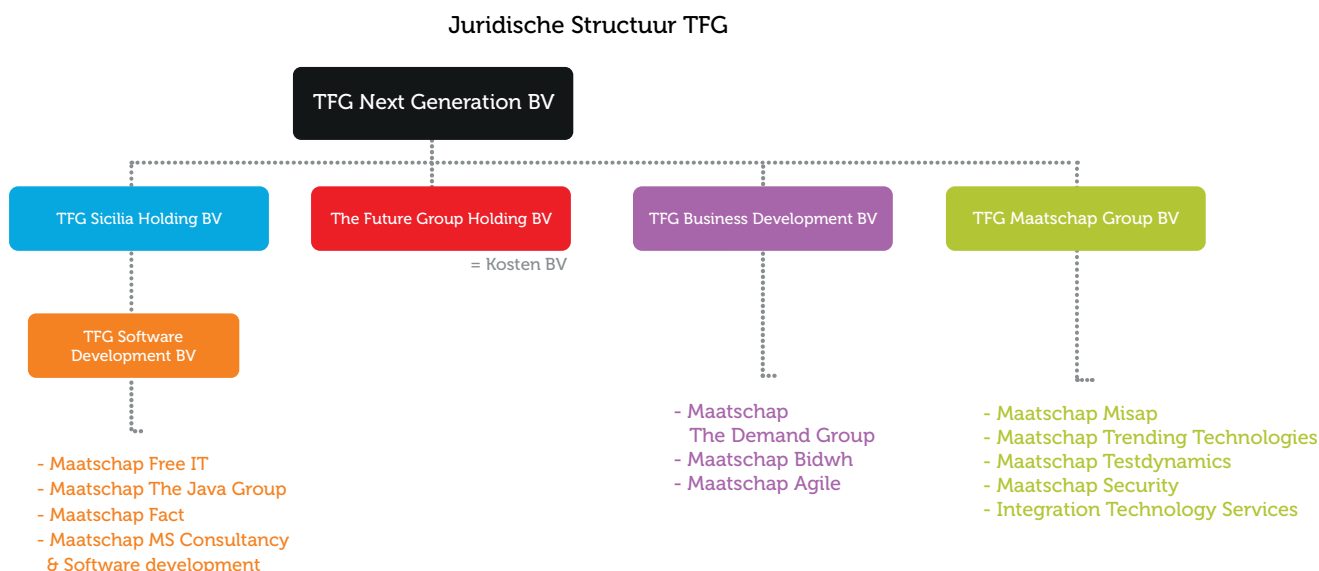 Juridische Structuur TFG
TFG Next Generation BV
TFG Sicilia Holding BV
The Future Group Holding BV
TFG Business Development BV
TFG Maatschap Group BV
= Kosten BV
TFG Software
Development BV
- Maatschap Free IT
- Maatschap The Java Group
- Maatschap Fact
- Maatschap MS Consultancy
& Software development
- Maatschap
The Demand Group
- Maatschap Bidwh
- Maatschap Agile
- Maatschap Misap
- Maatschap Trending Technologies
- Maatschap Testdynamics
- Maatschap Security
- Integration Technology Services